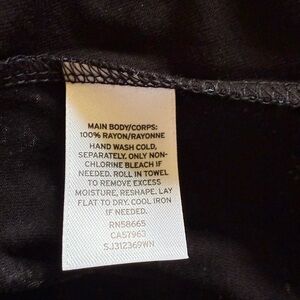 MAIN BODY/CORPS:
100% RAYON/RAYONNE
HAND WASH COLD,
SEPARATELY, ONLY NON-
CHLORINE BLEACH IF
NEEDED. ROLL IN TOWEL
TO REMOVE EXCESS
MOISTURE, RESHAPE. LAY
FLAT TO DRY. COOL IRON
IF NEEDED.
RN58665
CA57963
SJ312369WN